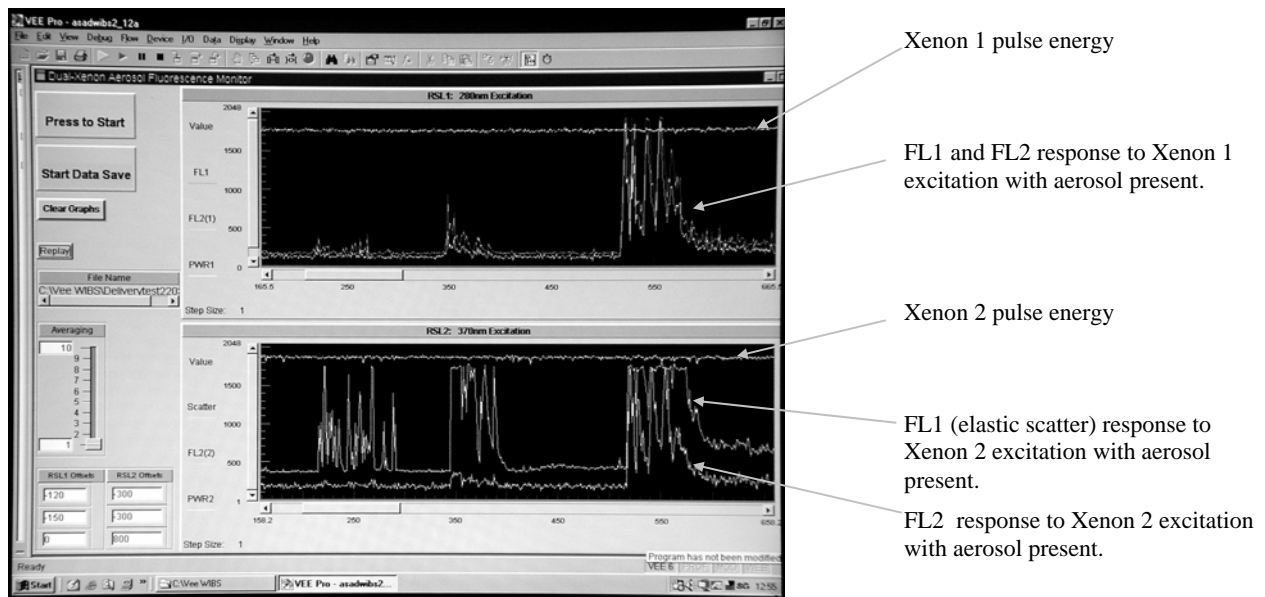 VEE Pro - asadwibs2_12a
File Edit View Debug Flow Device I/O Data Display Window Help
Dual-Xenon Aerosol Fluorescence Monitor
Press to Start
Start Data Save
Clear Graphs
Replay
File Name
C:\Vee WIBS\Deliverytest220
Averaging
10
9
8
7
6
5
4
3
2
1
RSL1 Offsets RSL2 Offsets
-120 -300
-150 -300
0 800
RSL1: 280nm Excitation
2048
Value
1500
FL1
1000
FL2(1)
500
PWR1
0
165.5 250 350 450 550 665.5
Step Size: 1
RSL2: 370nm Excitation
2048
Value
1500
Scatter
1000
FL2(2)
500
PWR2
1
158.2 250 350 450 550 658.2
Step Size: 1
Program has not been modified
Ready
VEE 6 PROF MOD WEB
Start C:\Vee WIBS VEE Pro - asadwibs2... 12:55
Xenon 1 pulse energy
FL1 and FL2 response to Xenon 1
excitation with aerosol present.
Xenon 2 pulse energy
FL1 (elastic scatter) response to
Xenon 2 excitation with aerosol
present.
FL2 response to Xenon 2 excitation
with aerosol present.